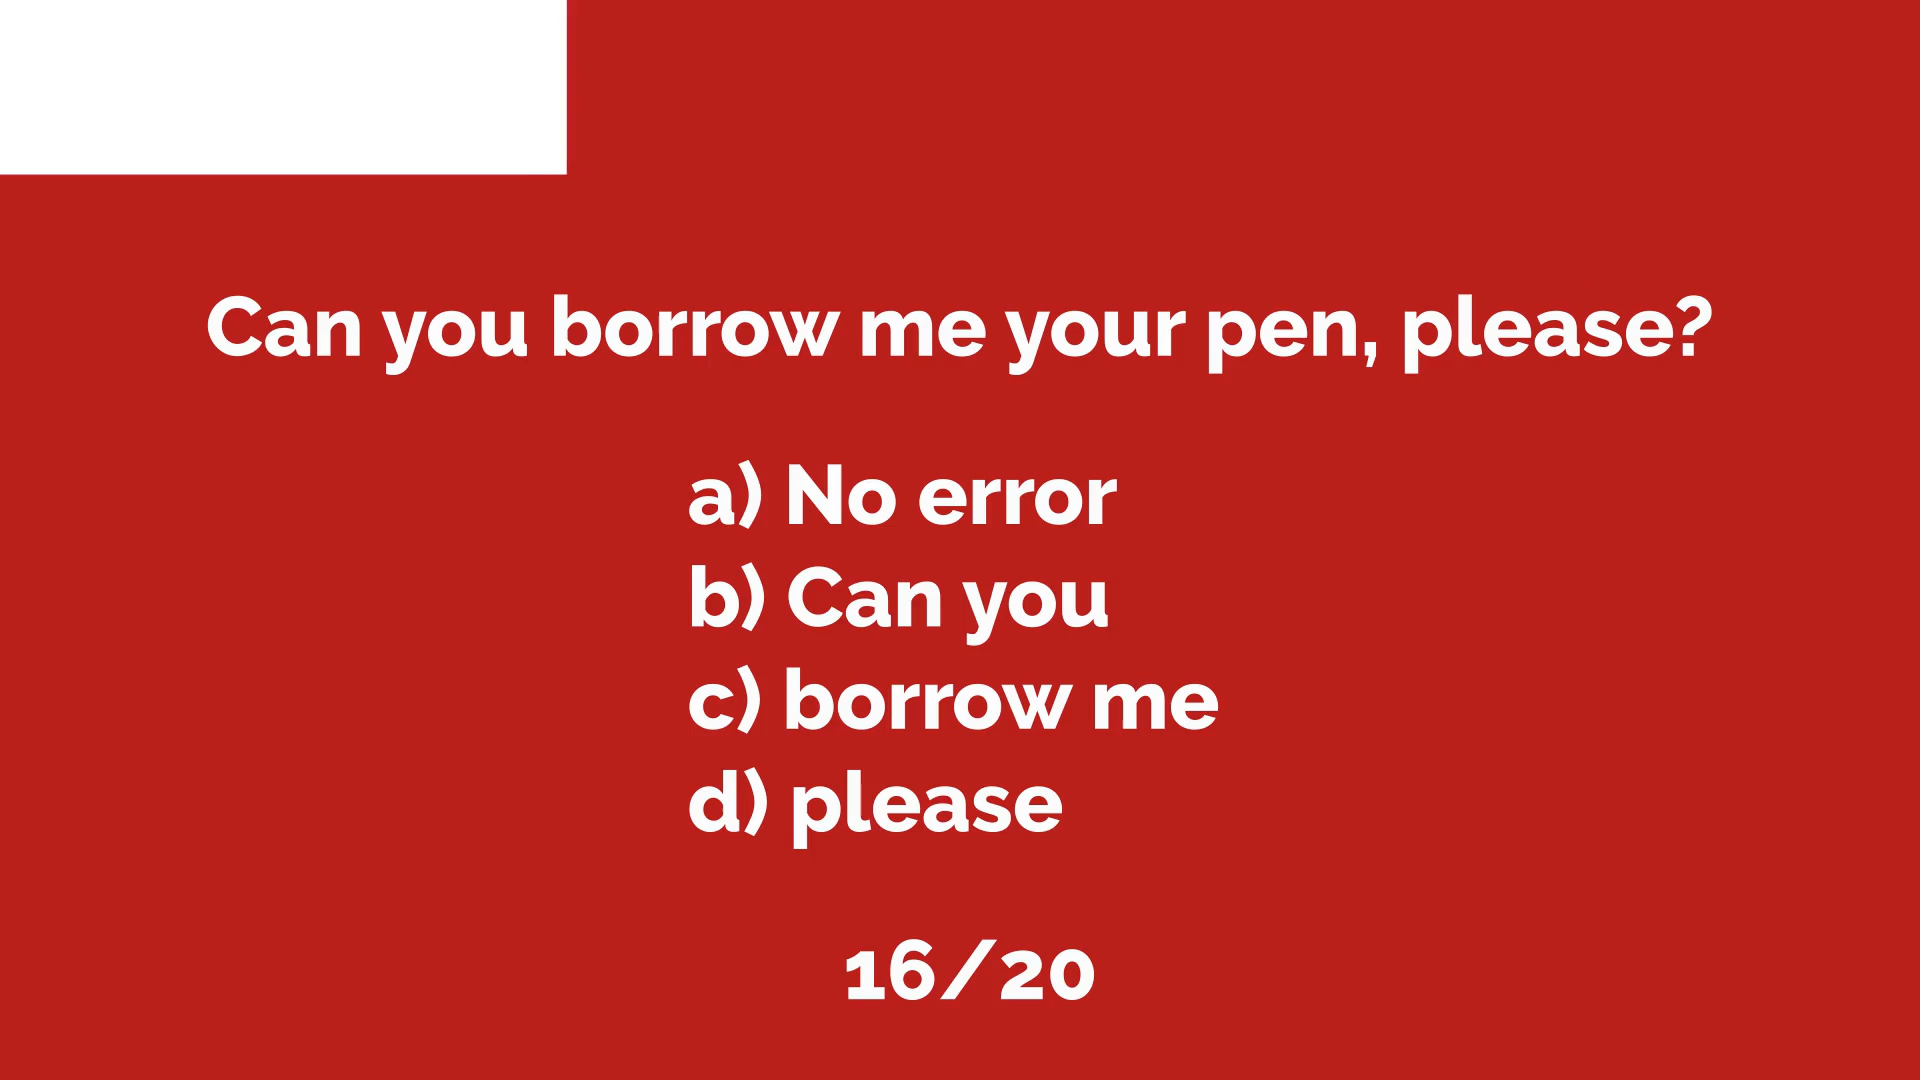 Can you borrow me your pen, please?
a) No error
b) Can you
c) borrow me
d) please
16/20